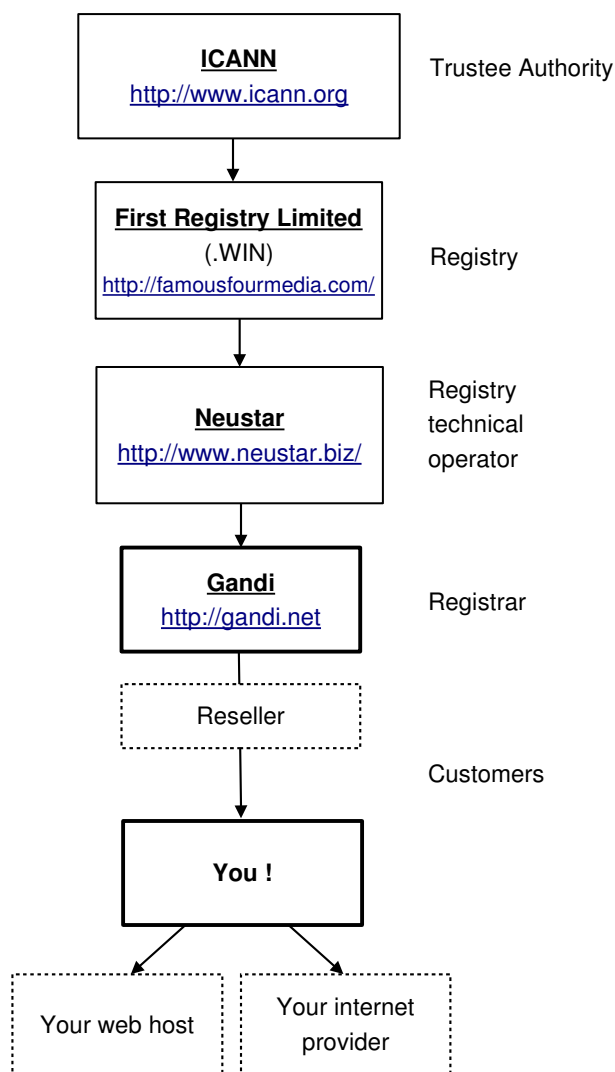 ICANN
http://www.icann.org
Trustee Authority
First Registry Limited
(.WIN)
http://famousfourmedia.com/
Registry
Neustar
http://www.neustar.biz/
Registry
technical
operator
Gandi
http://gandi.net
Registrar
Reseller
Customers
You !
Your web host
Your internet
provider